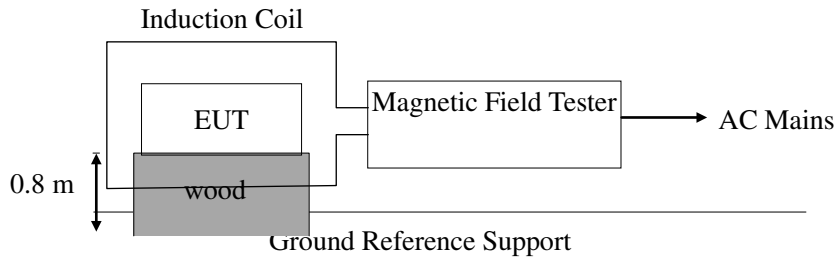 Induction Coil
EUT
Magnetic Field Tester
AC Mains
0.8 m
wood
Ground Reference Support